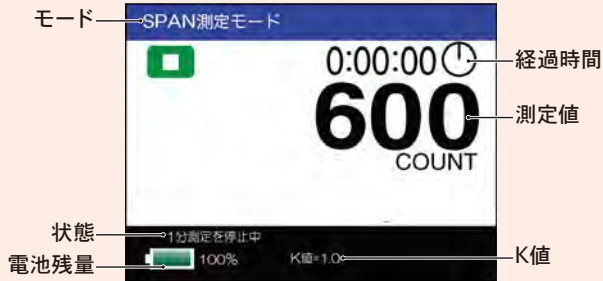 モード
SPAN測定モード
0:00:00
経過時間
600
測定値
COUNT
状態
1分測定を停止中
電池残量
100%
K値=1.0
K値